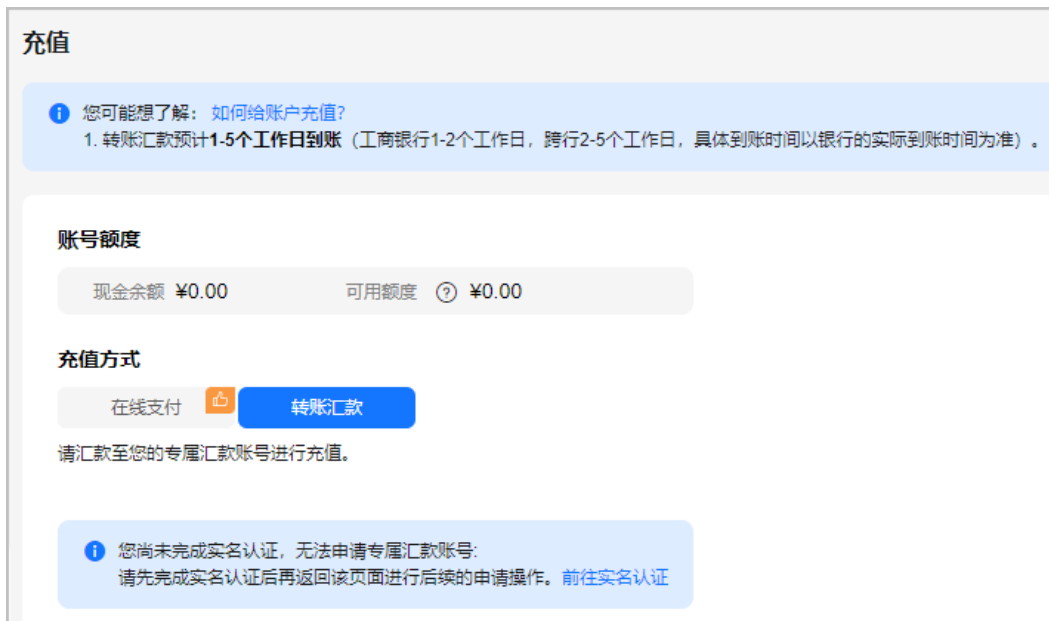 充值
您可能想了解： 如何给账户充值?
1. 转账汇款预计1-5个工作日到账（工商银行1-2个工作日，跨行2-5个工作日，具体到账时间以银行的实际到账时间为准）。
账号额度
现金余额 ¥0.00 可用额度 ? ¥0.00
充值方式
在线支付 转账汇款
请汇款至您的专属汇款账号进行充值。
您尚未完成实名认证，无法申请专属汇款账号:
请先完成实名认证后再返回该页面进行后续的申请操作。前往实名认证